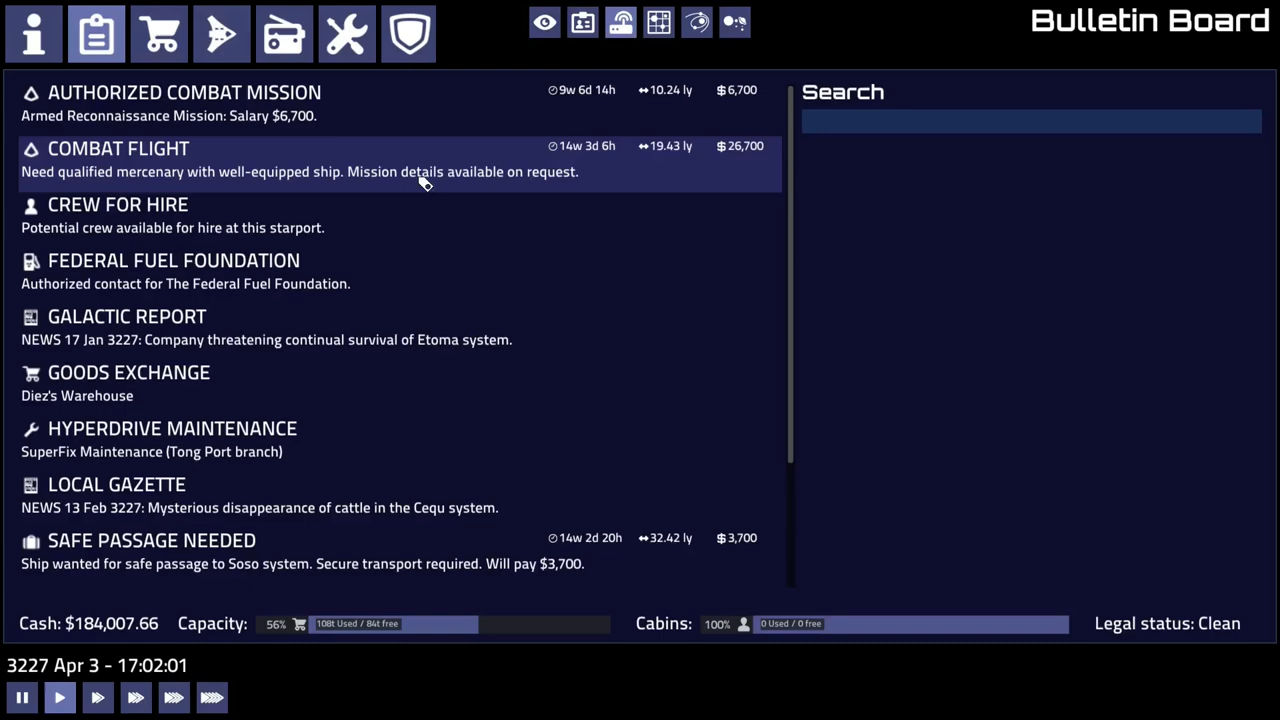 Bulletin Board
AUTHORIZED COMBAT MISSION 9w 6d 14h 10.24 ly $6,700
Armed Reconnaissance Mission: Salary $6,700.
COMBAT FLIGHT 14w 3d 6h 19.43 ly $26,700
Need qualified mercenary with well-equipped ship. Mission details available on request.
CREW FOR HIRE
Potential crew available for hire at this starport.
FEDERAL FUEL FOUNDATION
Authorized contact for The Federal Fuel Foundation.
GALACTIC REPORT
NEWS 17 Jan 3227: Company threatening continual survival of Etoma system.
GOODS EXCHANGE
Diez's Warehouse
HYPERDRIVE MAINTENANCE
SuperFix Maintenance (Tong Port branch)
LOCAL GAZETTE
NEWS 13 Feb 3227: Mysterious disappearance of cattle in the Cequ system.
SAFE PASSAGE NEEDED 14w 2d 20h 32.42 ly $3,700
Ship wanted for safe passage to Soso system. Secure transport required. Will pay $3,700.
Search
Cash: $184,007.66 Capacity: 56% 108t Used / 84t free Cabins: 100% 0 Used / 0 free Legal status: Clean
3227 Apr 3 - 17:02:01